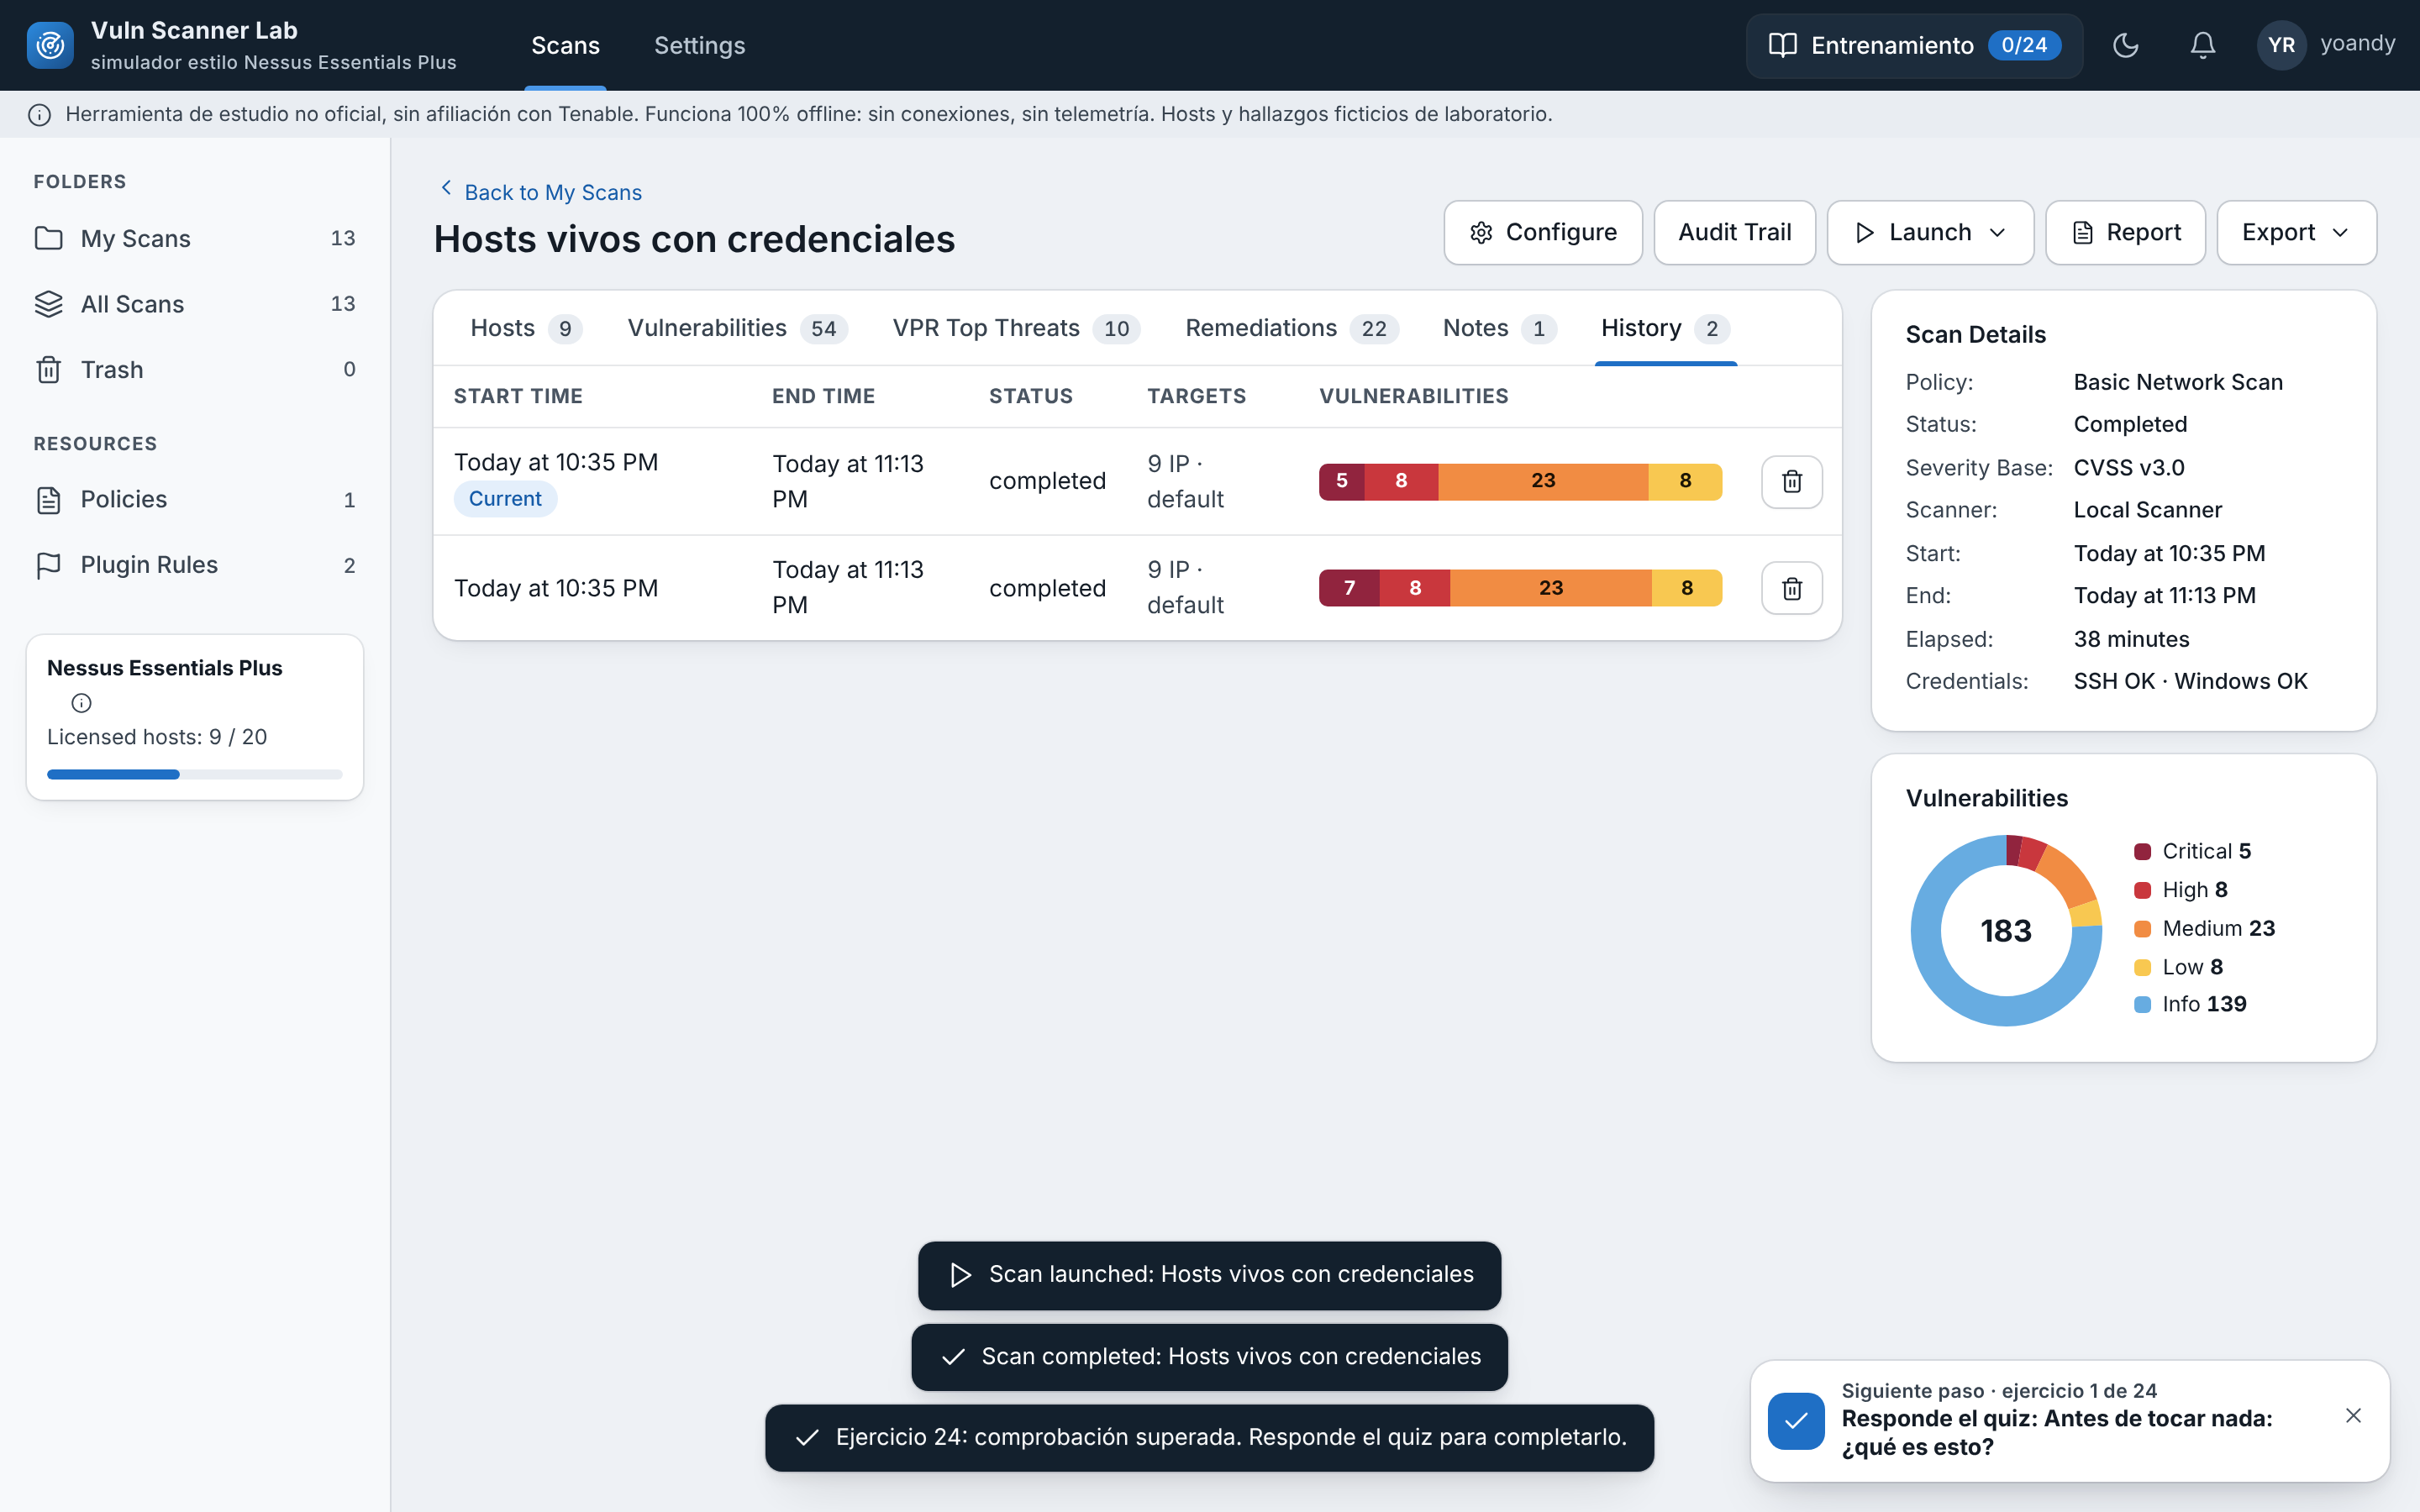 Vuln Scanner Lab
simulador estilo Nessus Essentials Plus
Scans
Settings
Entrenamiento 0/24
YR
yoandy
Herramienta de estudio no oficial, sin afiliación con Tenable. Funciona 100% offline: sin conexiones, sin telemetría. Hosts y hallazgos ficticios de laboratorio.
FOLDERS
My Scans 13
All Scans 13
Trash 0
RESOURCES
Policies 1
Plugin Rules 2
Nessus Essentials Plus
Licensed hosts: 9 / 20
Back to My Scans
Hosts vivos con credenciales
Configure
Audit Trail
Launch
Report
Export
Hosts 9
Vulnerabilities 54
VPR Top Threats 10
Remediations 22
Notes 1
History 2
START TIME END TIME STATUS TARGETS VULNERABILITIES
Today at 10:35 PM
Current
Today at 11:13
PM
completed
9 IP ·
default
5 8 23 8
Today at 10:35 PM
Today at 11:13
PM
completed
9 IP ·
default
7 8 23 8
Scan Details
Policy: Basic Network Scan
Status: Completed
Severity Base: CVSS v3.0
Scanner: Local Scanner
Start: Today at 10:35 PM
End: Today at 11:13 PM
Elapsed: 38 minutes
Credentials: SSH OK · Windows OK
Vulnerabilities
183
Critical 5
High 8
Medium 23
Low 8
Info 139
Scan launched: Hosts vivos con credenciales
Scan completed: Hosts vivos con credenciales
Ejercicio 24: comprobación superada. Responde el quiz para completarlo.
Siguiente paso · ejercicio 1 de 24
Responde el quiz: Antes de tocar nada:
¿qué es esto?